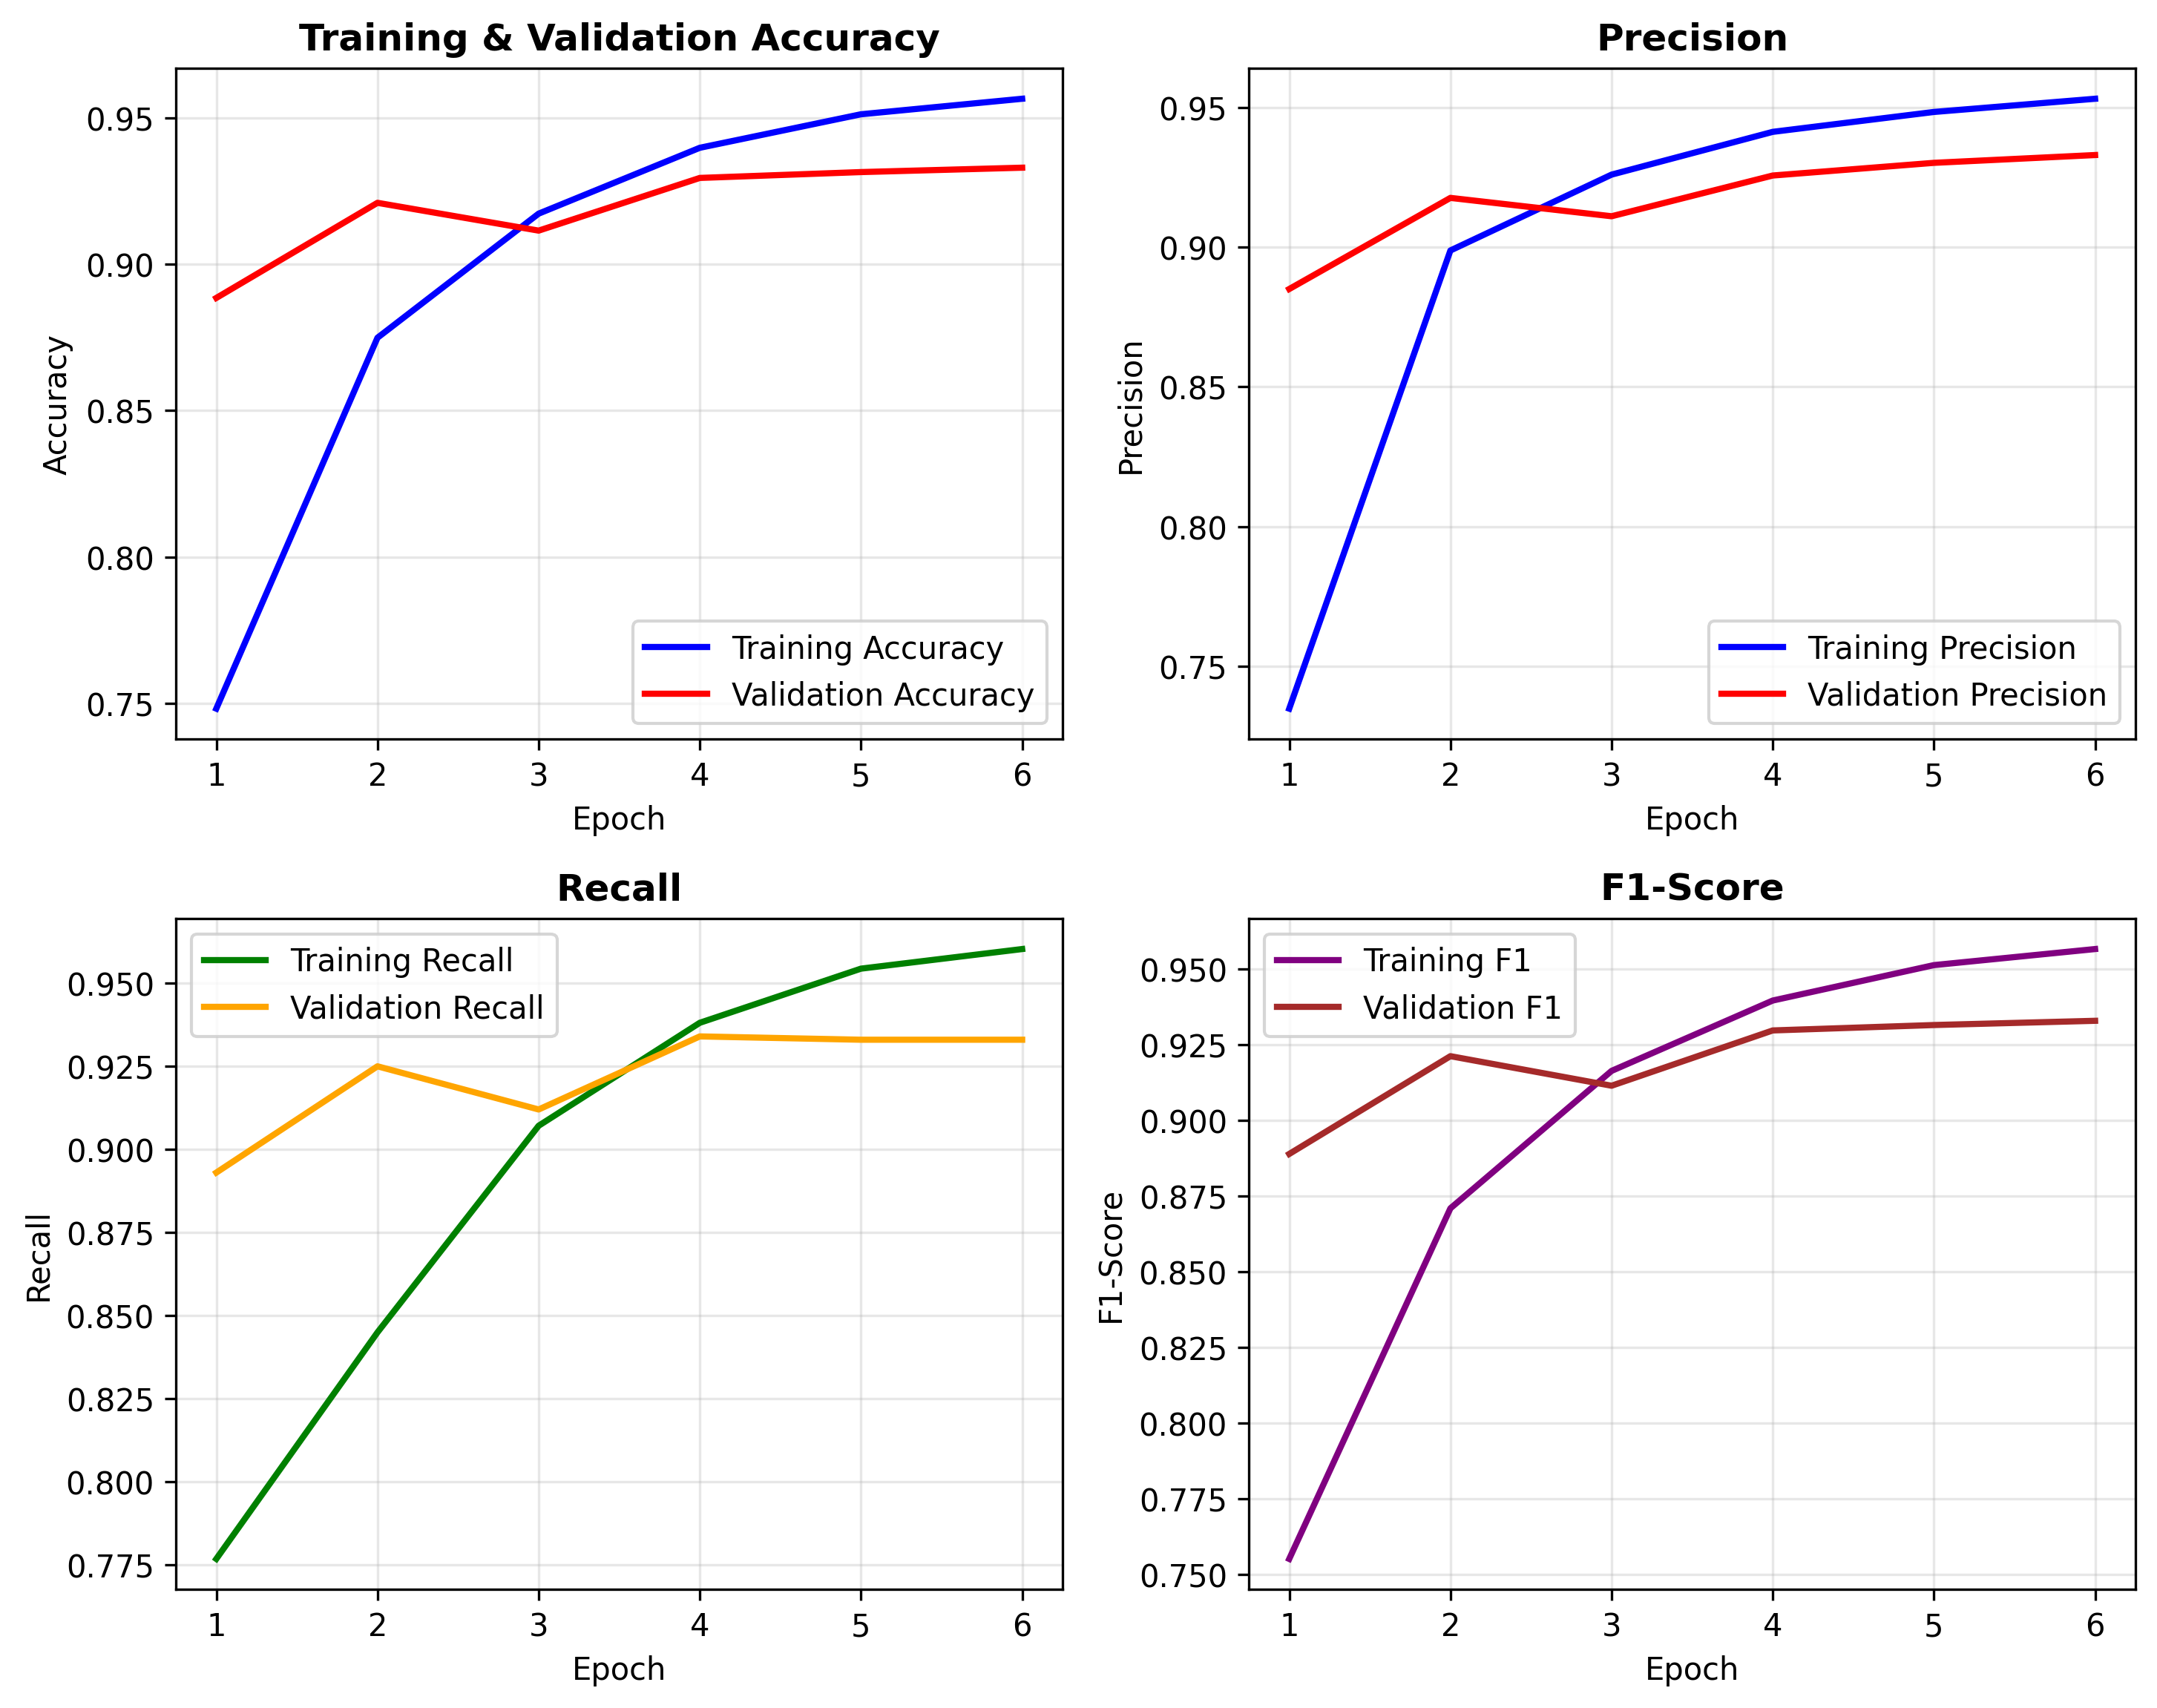 Training & Validation Accuracy
Accuracy
0.95
0.90
0.85
0.80
0.75
Training Accuracy
Validation Accuracy
1 2 3 4 5 6
Epoch
Precision
Precision
0.95
0.90
0.85
0.80
0.75
Training Precision
Validation Precision
1 2 3 4 5 6
Epoch
Recall
Recall
0.950
0.925
0.900
0.875
0.850
0.825
0.800
0.775
Training Recall
Validation Recall
1 2 3 4 5 6
Epoch
F1-Score
F1-Score
0.950
0.925
0.900
0.875
0.850
0.825
0.800
0.775
0.750
Training F1
Validation F1
1 2 3 4 5 6
Epoch